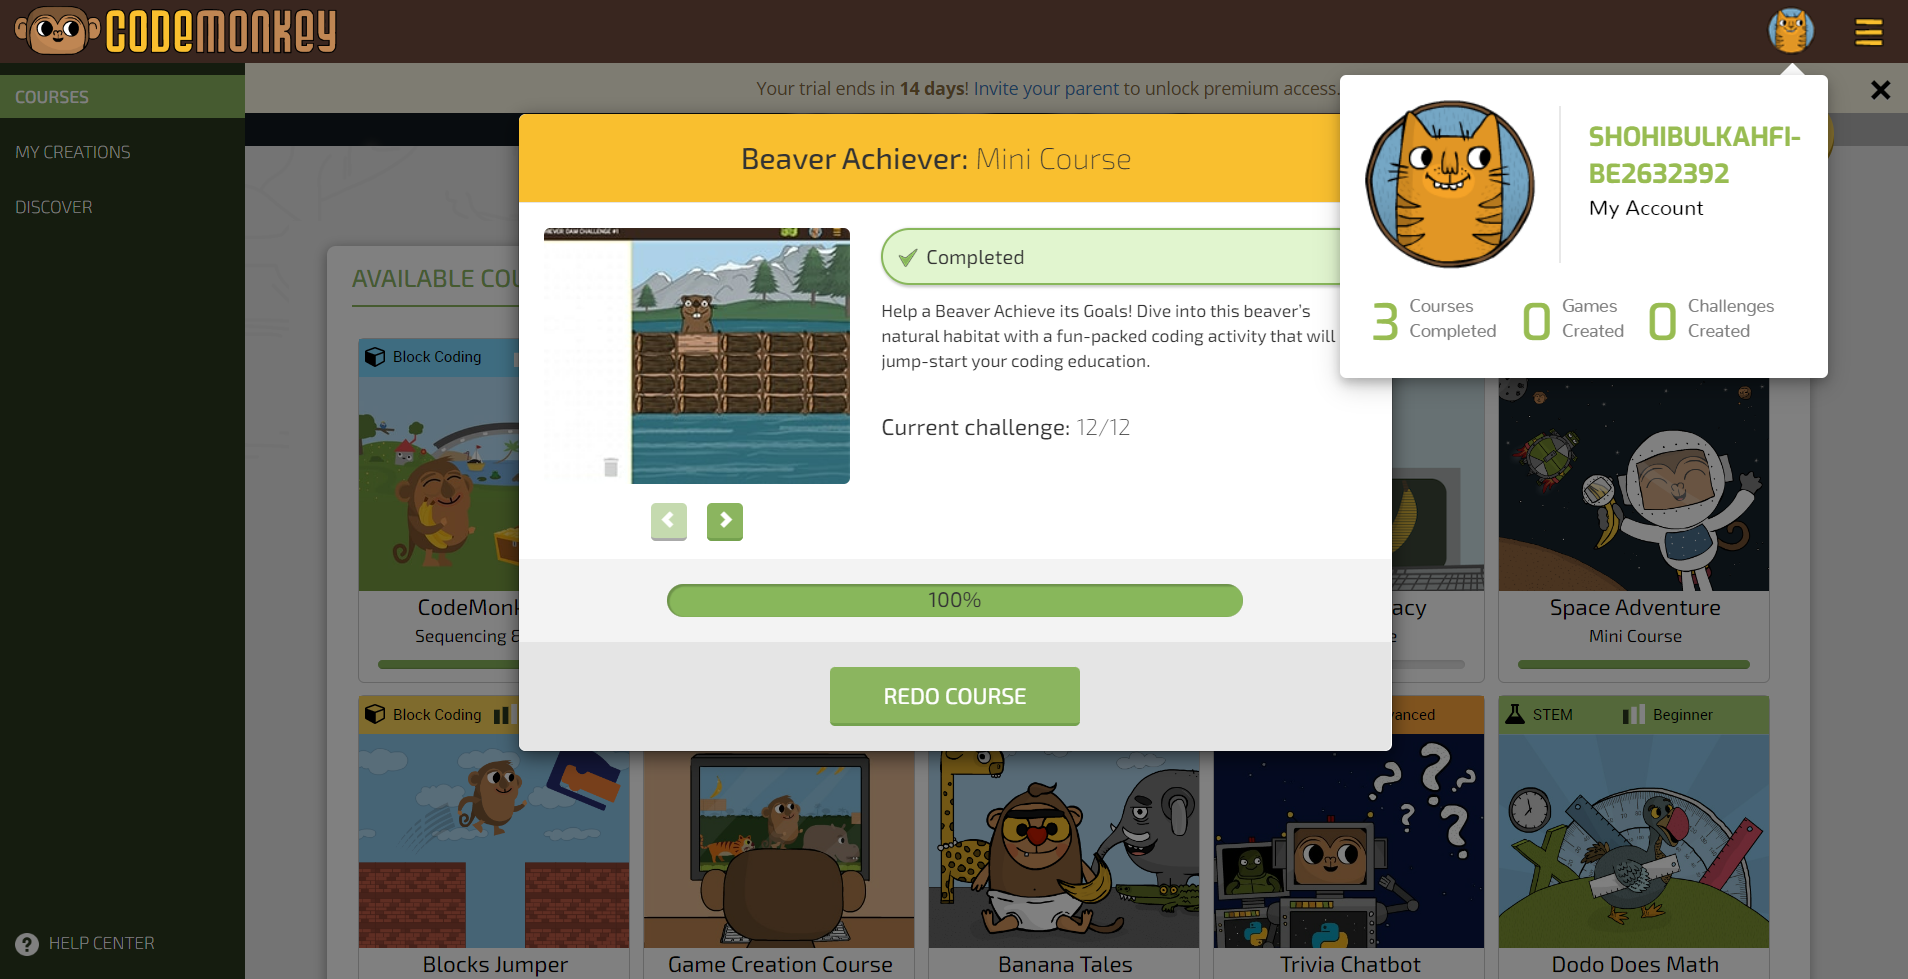 CODEMONKEY
COURSES
MY CREATIONS
DISCOVER
HELP CENTER
Your trial ends in 14 days! Invite your parent to unlock premium access.
SHOHIBULKAHFI-
BE2632392
My Account
3 Courses Completed
0 Games Created
0 Challenges Created
Beaver Achiever: Mini Course
Completed
Help a Beaver Achieve its Goals! Dive into this beaver's
natural habitat with a fun-packed coding activity that will
jump-start your coding education.
Current challenge: 12/12
100%
REDO COURSE
AVAILABLE COU
Block Coding
CodeMonk
Sequencing &
acy
Space Adventure
Mini Course
Block Coding
anced
STEM
Beginner
Blocks Jumper
Game Creation Course
Banana Tales
Trivia Chatbot
Dodo Does Math